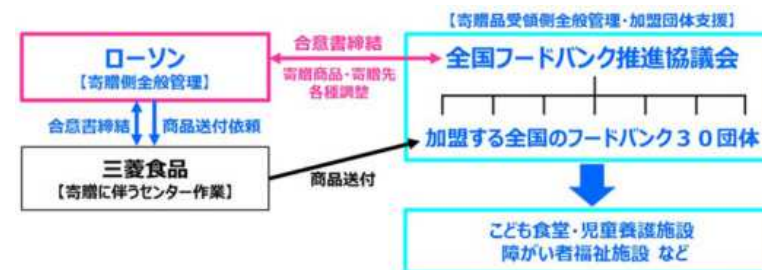 【寄贈品受領側全般管理・加盟団体支援】
ローソン
【寄贈側全般管理】
合意書締結
寄贈商品・寄贈先
各種調整
全国フードバンク推進協議会
合意書締結
商品送付依頼
加盟する全国のフードバンク30団体
三菱食品
【寄贈に伴うセンター作業】
商品送付
こども食堂・児童養護施設
障がい者福祉施設 など